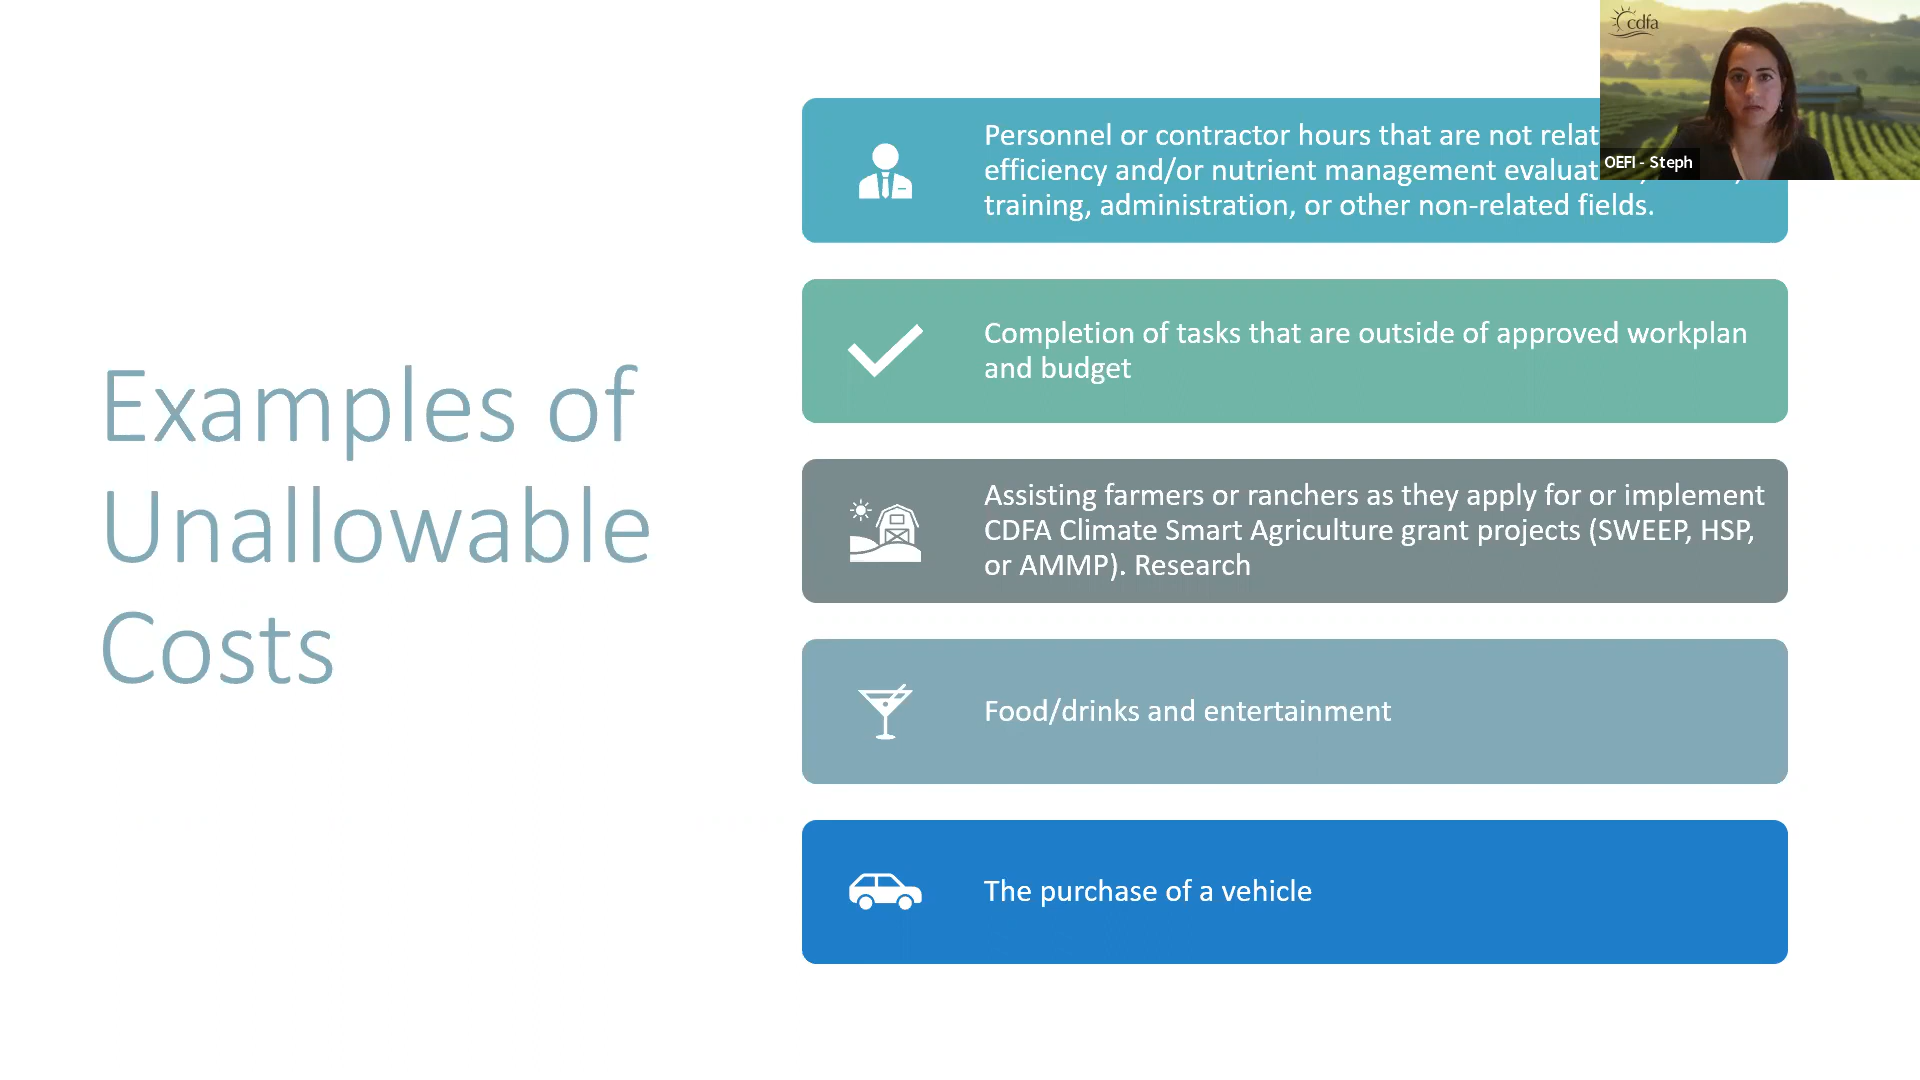 Examples of
Unallowable
Costs
Personnel or contractor hours that are not
efficiency and/or nutrient management
training, administration, or other non-related fields.
Completion of tasks that are outside of approved workplan
and budget
Assisting farmers or ranchers as they apply for or implement
CDFA Climate Smart Agriculture grant projects (SWEEP, HSP,
or AMMP). Research
Food/drinks and entertainment
The purchase of a vehicle
cdfa
OEFI - Steph